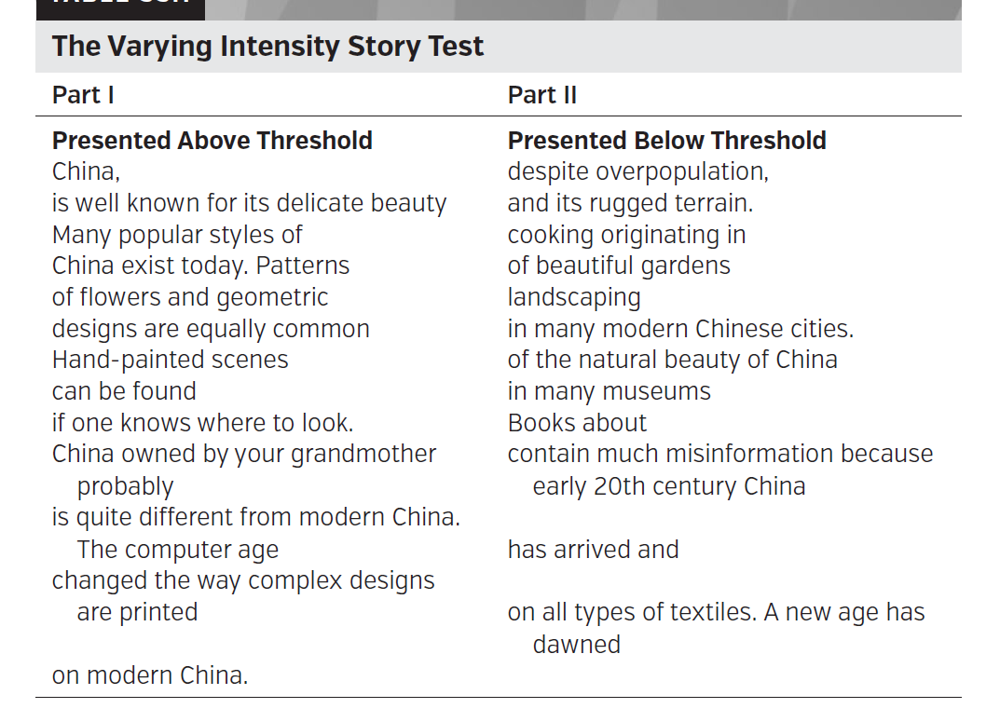 The Varying Intensity Story Test
Part I Part II
Presented Above Threshold Presented Below Threshold
China, despite overpopulation,
is well known for its delicate beauty and its rugged terrain.
Many popular styles of cooking originating in
China exist today. Patterns of beautiful gardens
of flowers and geometric landscaping
designs are equally common in many modern Chinese cities.
Hand-painted scenes of the natural beauty of China
can be found in many museums
if one knows where to look. Books about
China owned by your grandmother contain much misinformation because
probably early 20th century China
is quite different from modern China.
The computer age has arrived and
changed the way complex designs
are printed on all types of textiles. A new age has
dawned
on modern China.